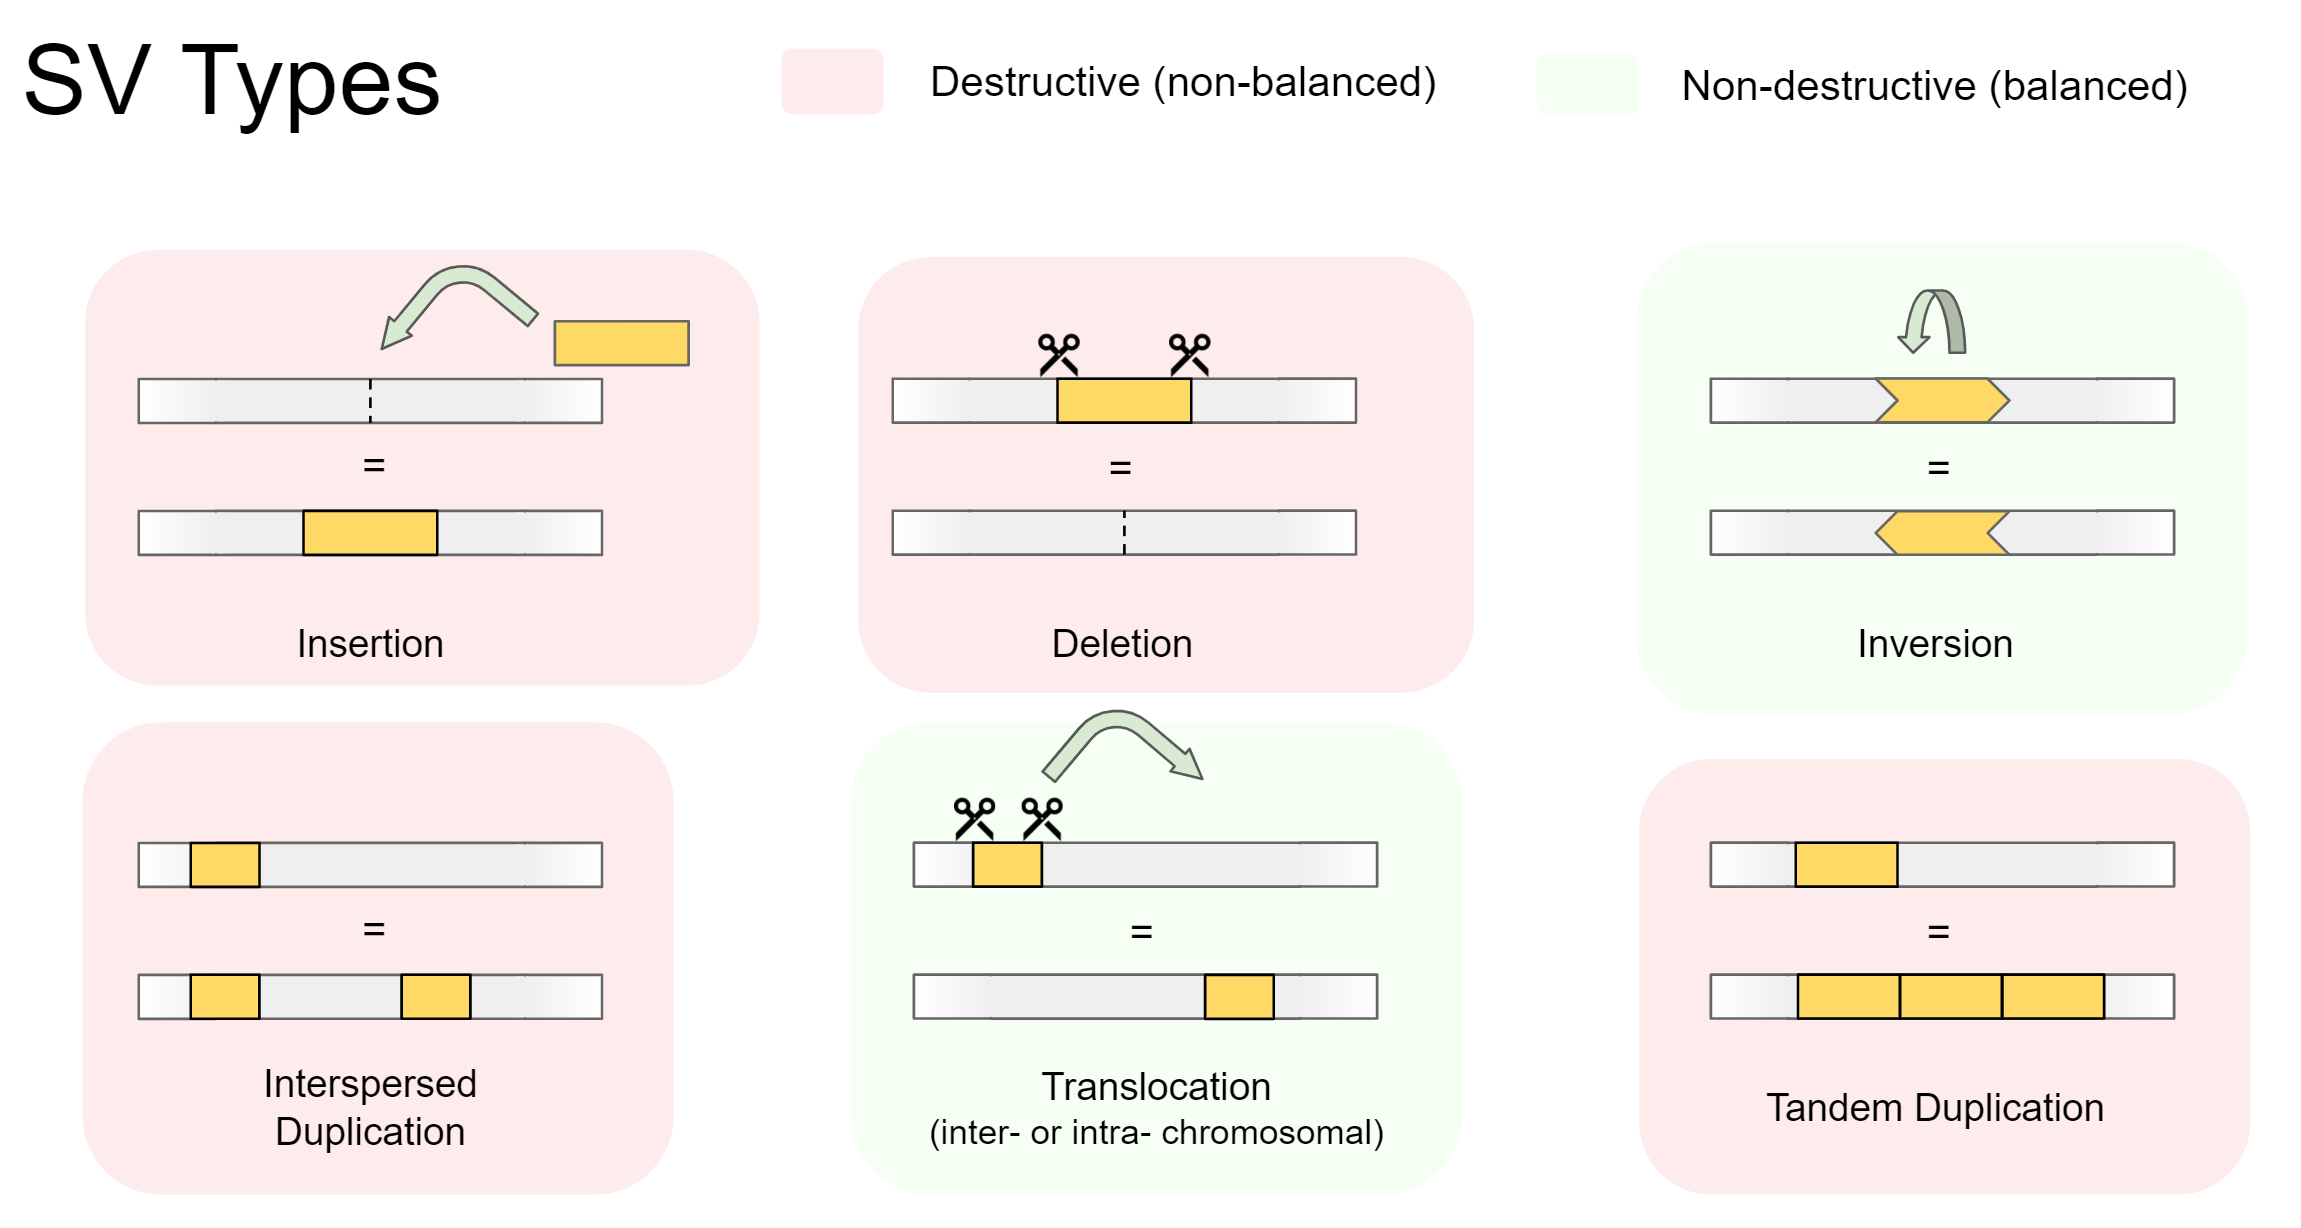 SV Types
Destructive (non-balanced)
Non-destructive (balanced)
=
Insertion
=
Deletion
=
Inversion
=
Interspersed
Duplication
=
Translocation
(inter- or intra- chromosomal)
=
Tandem Duplication